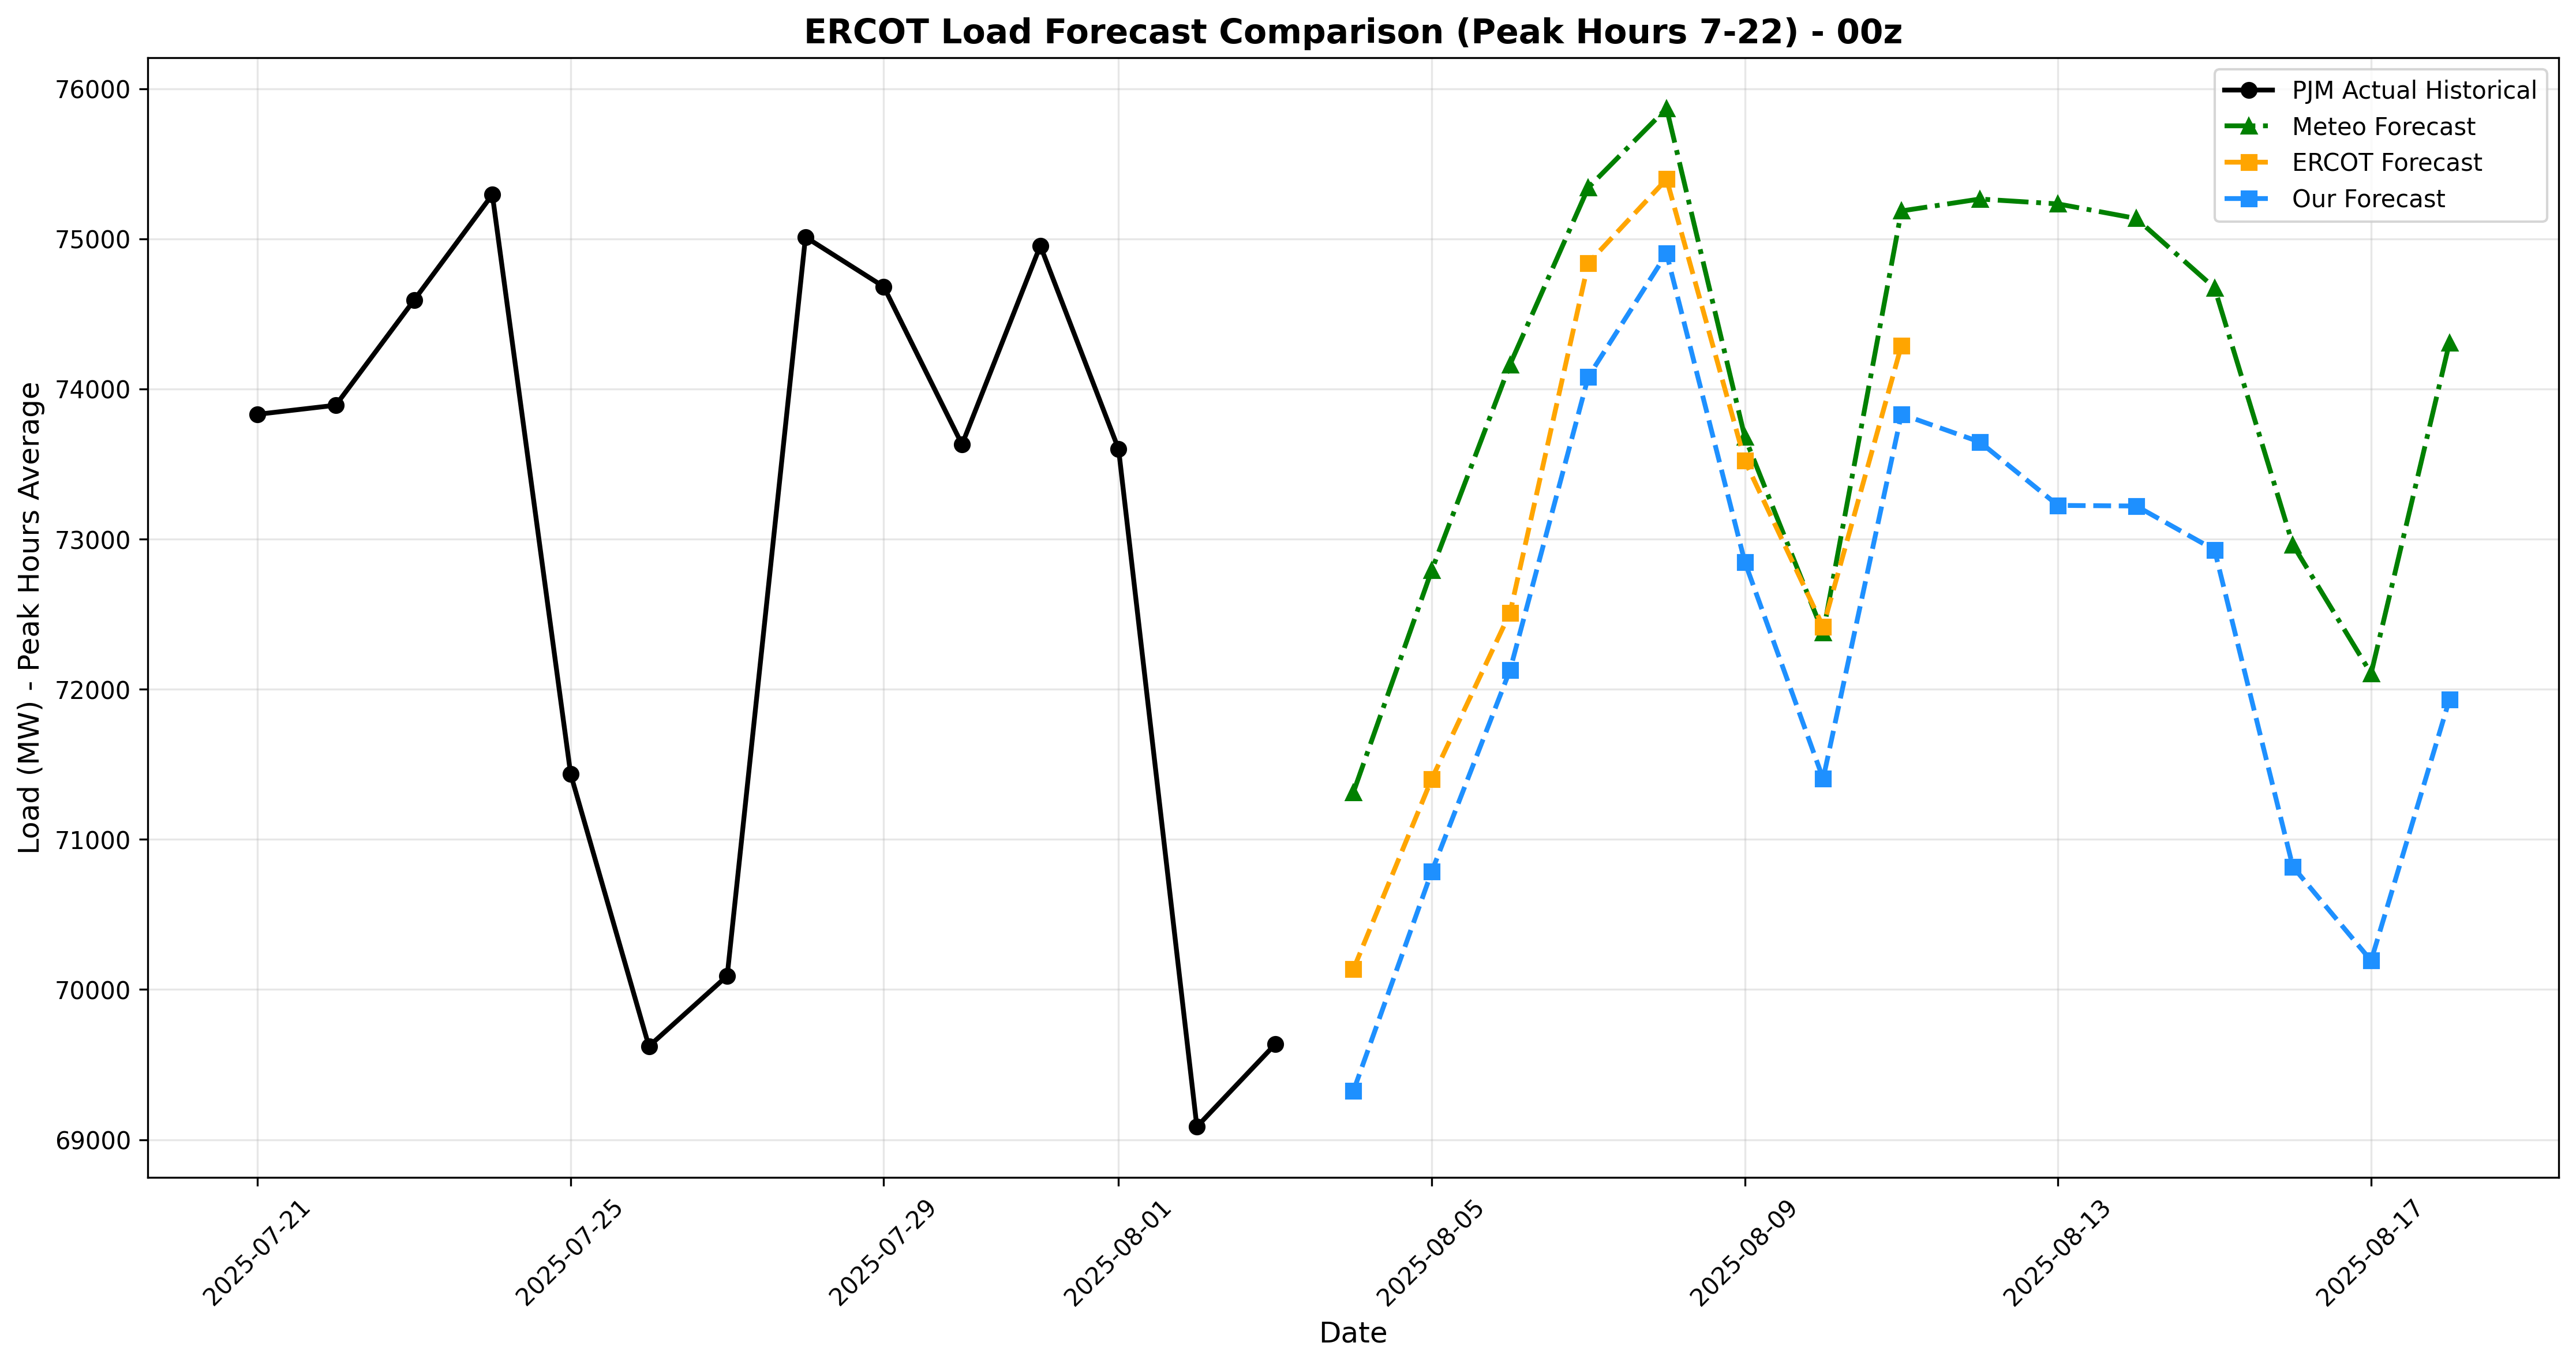 ERCOT Load Forecast Comparison (Peak Hours 7-22) - 00z
PJM Actual Historical
Meteo Forecast
ERCOT Forecast
Our Forecast
Load (MW) - Peak Hours Average
76000
75000
74000
73000
72000
71000
70000
69000
2025-07-21
2025-07-25
2025-07-29
2025-08-01
2025-08-05
2025-08-09
2025-08-13
2025-08-17
Date